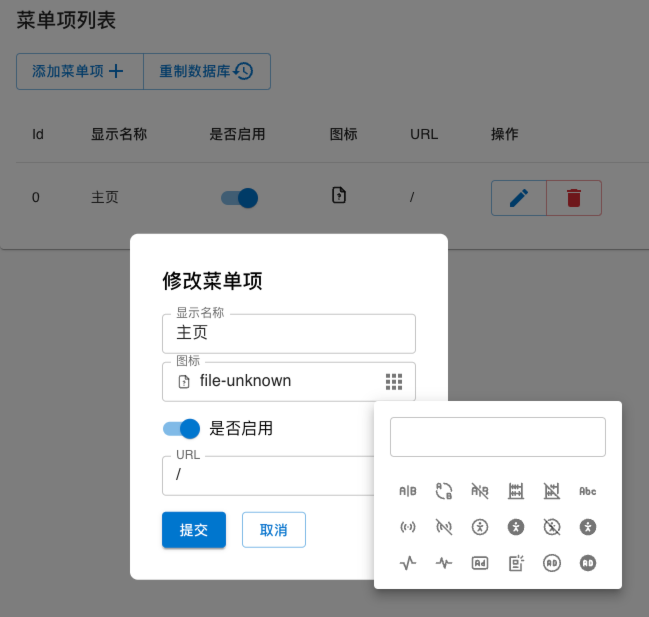 菜单项列表
添加菜单项
重制数据库
Id 显示名称 是否启用 图标 URL 操作
0 主页 /
修改菜单项
显示名称
主页
图标
file-unknown
是否启用
URL
/
提交 取消
A|B A B A|B Abc
Ad AD AD